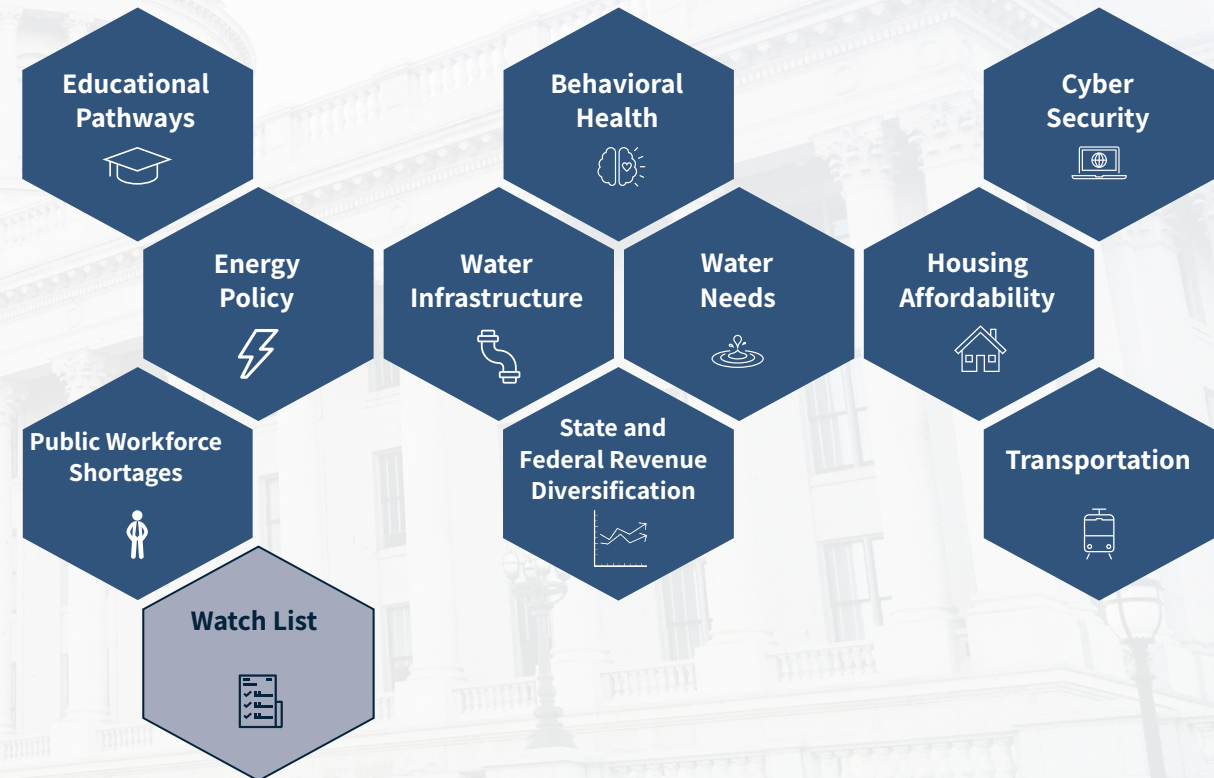 Educational
Pathways
Behavioral
Health
Cyber
Security
Energy
Policy
Water
Infrastructure
Water
Needs
Housing
Affordability
Public Workforce
Shortages
State and
Federal Revenue
Diversification
Transportation
Watch List